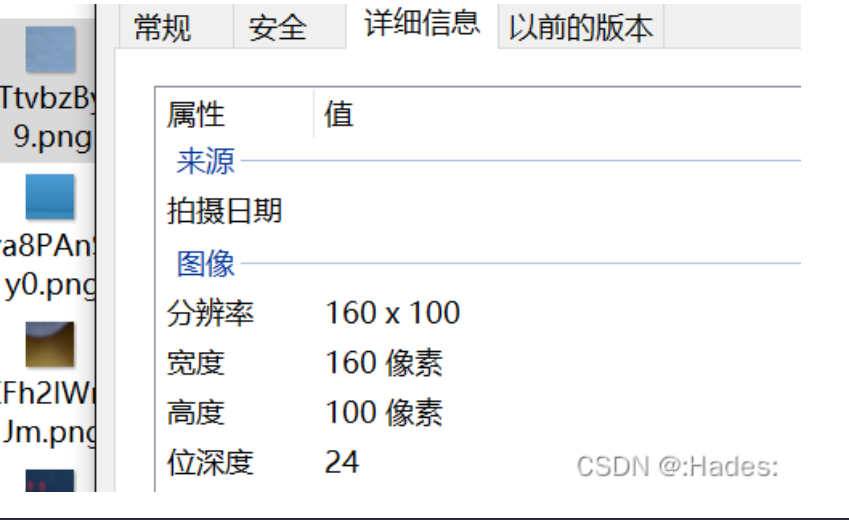 常规 安全 详细信息 以前的版本
TtvbzBy
9.png
a8PAn
y0.png
Fh2lW
Jm.png
属性 值
来源
拍摄日期
图像
分辨率 160 x 100
宽度 160 像素
高度 100 像素
位深度 24
CSDN @:Hades: